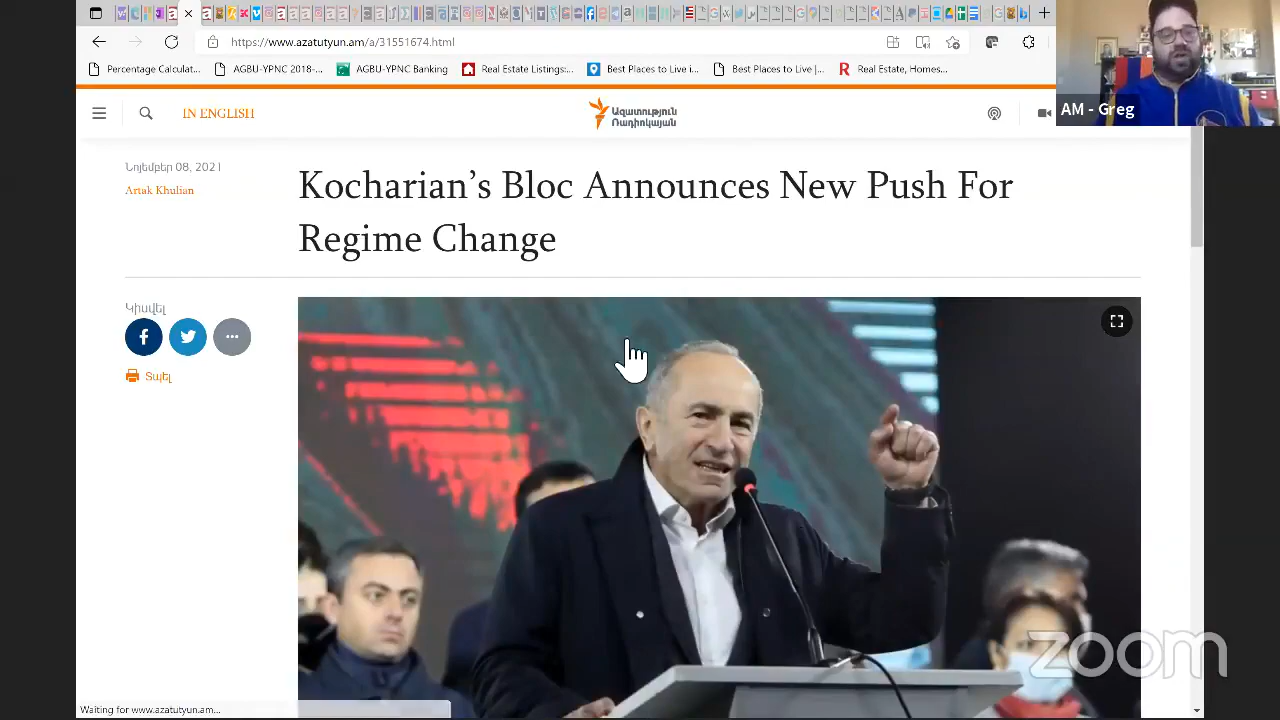 https://www.azatutyun.am/a/31551674.html
Percentage Calculat...
AGBU-YPNC 2018-...
AGBU-YPNC Banking
Real Estate Listings:...
Best Places to Live i...
Best Places to Live |...
Real Estate, Homes...
AM - Greg
IN ENGLISH
Ազատություն
Ռադիոկայան
Նոյեմբեր 08, 2021
Artak Khulian
Kocharian's Bloc Announces New Push For
Regime Change
Կիսվել
Տպել
zoom
Waiting for www.azatutyun.am...